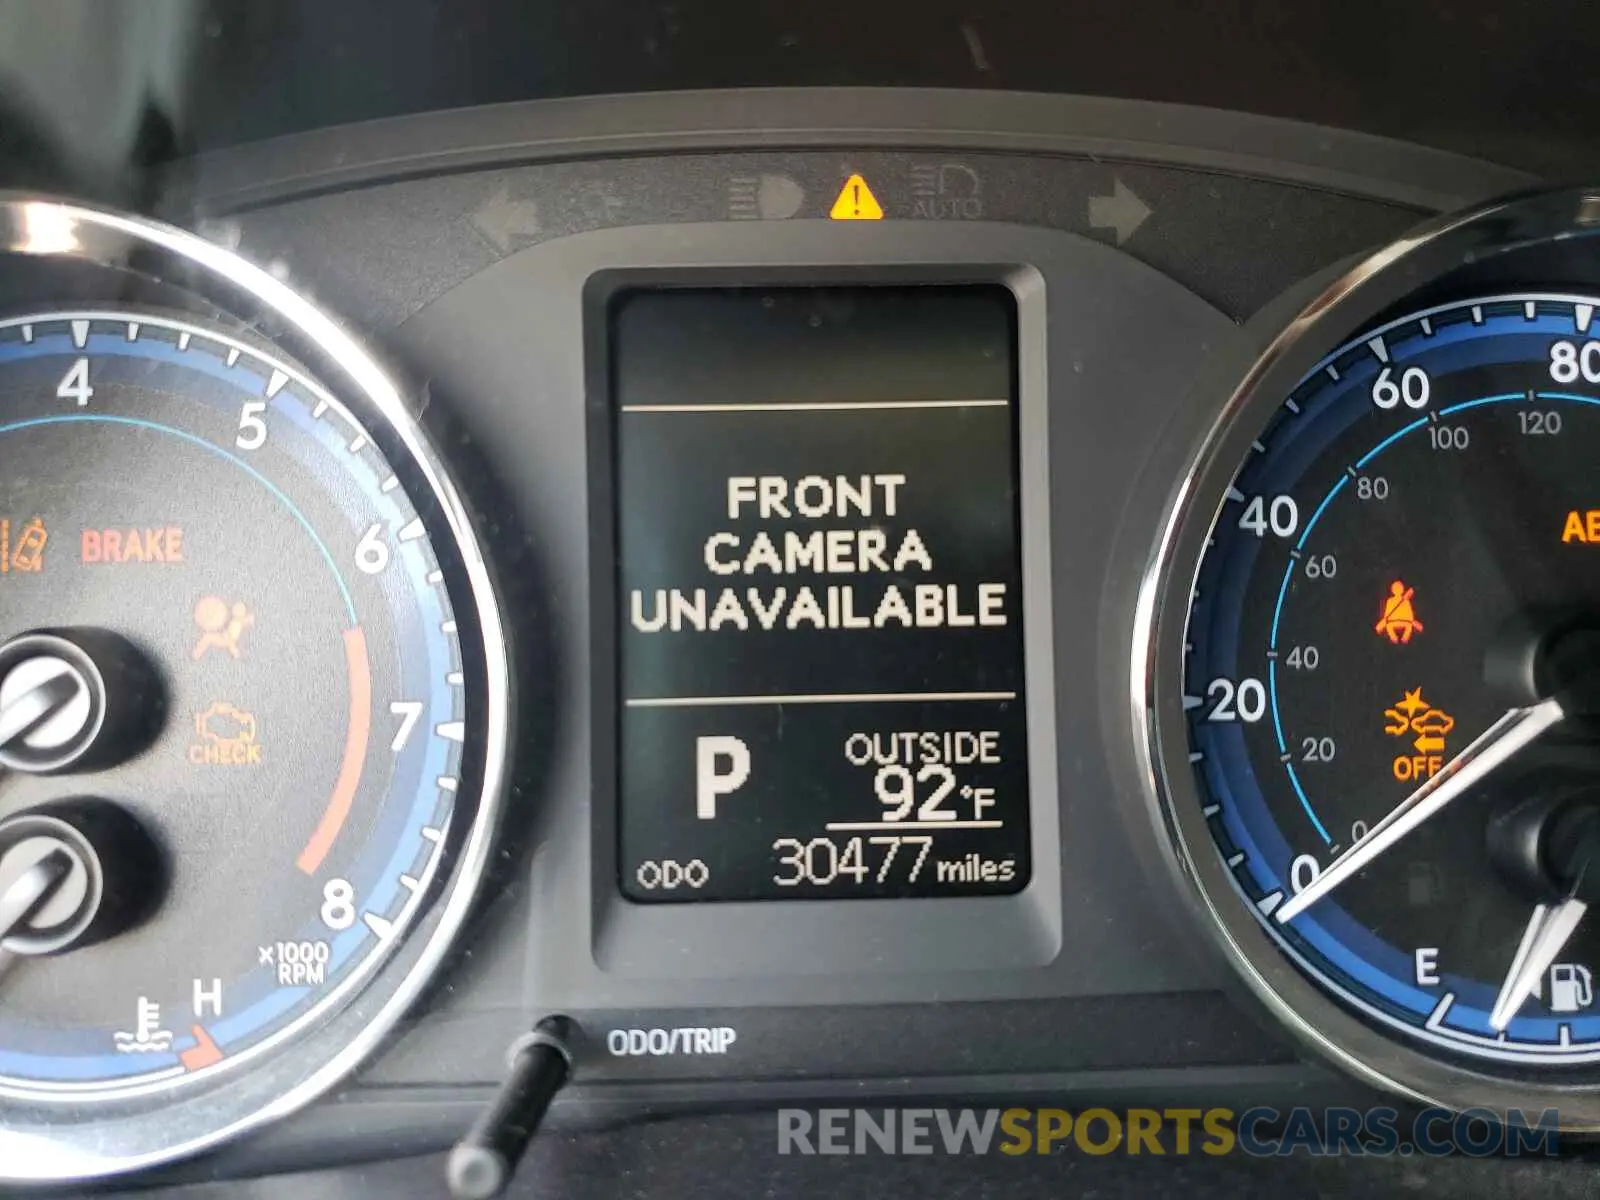 AUTO
4
5
6
7
8
×1000
RPM
BRAKE
CHECK
H
FRONT
CAMERA
UNAVAILABLE
P
OUTSIDE
92°F
ODO 30477 miles
ODO/TRIP
0
20
40
60
80
0
20
40
60
80
100
120
OFF
E
RENEWSPORTSCARS.COM